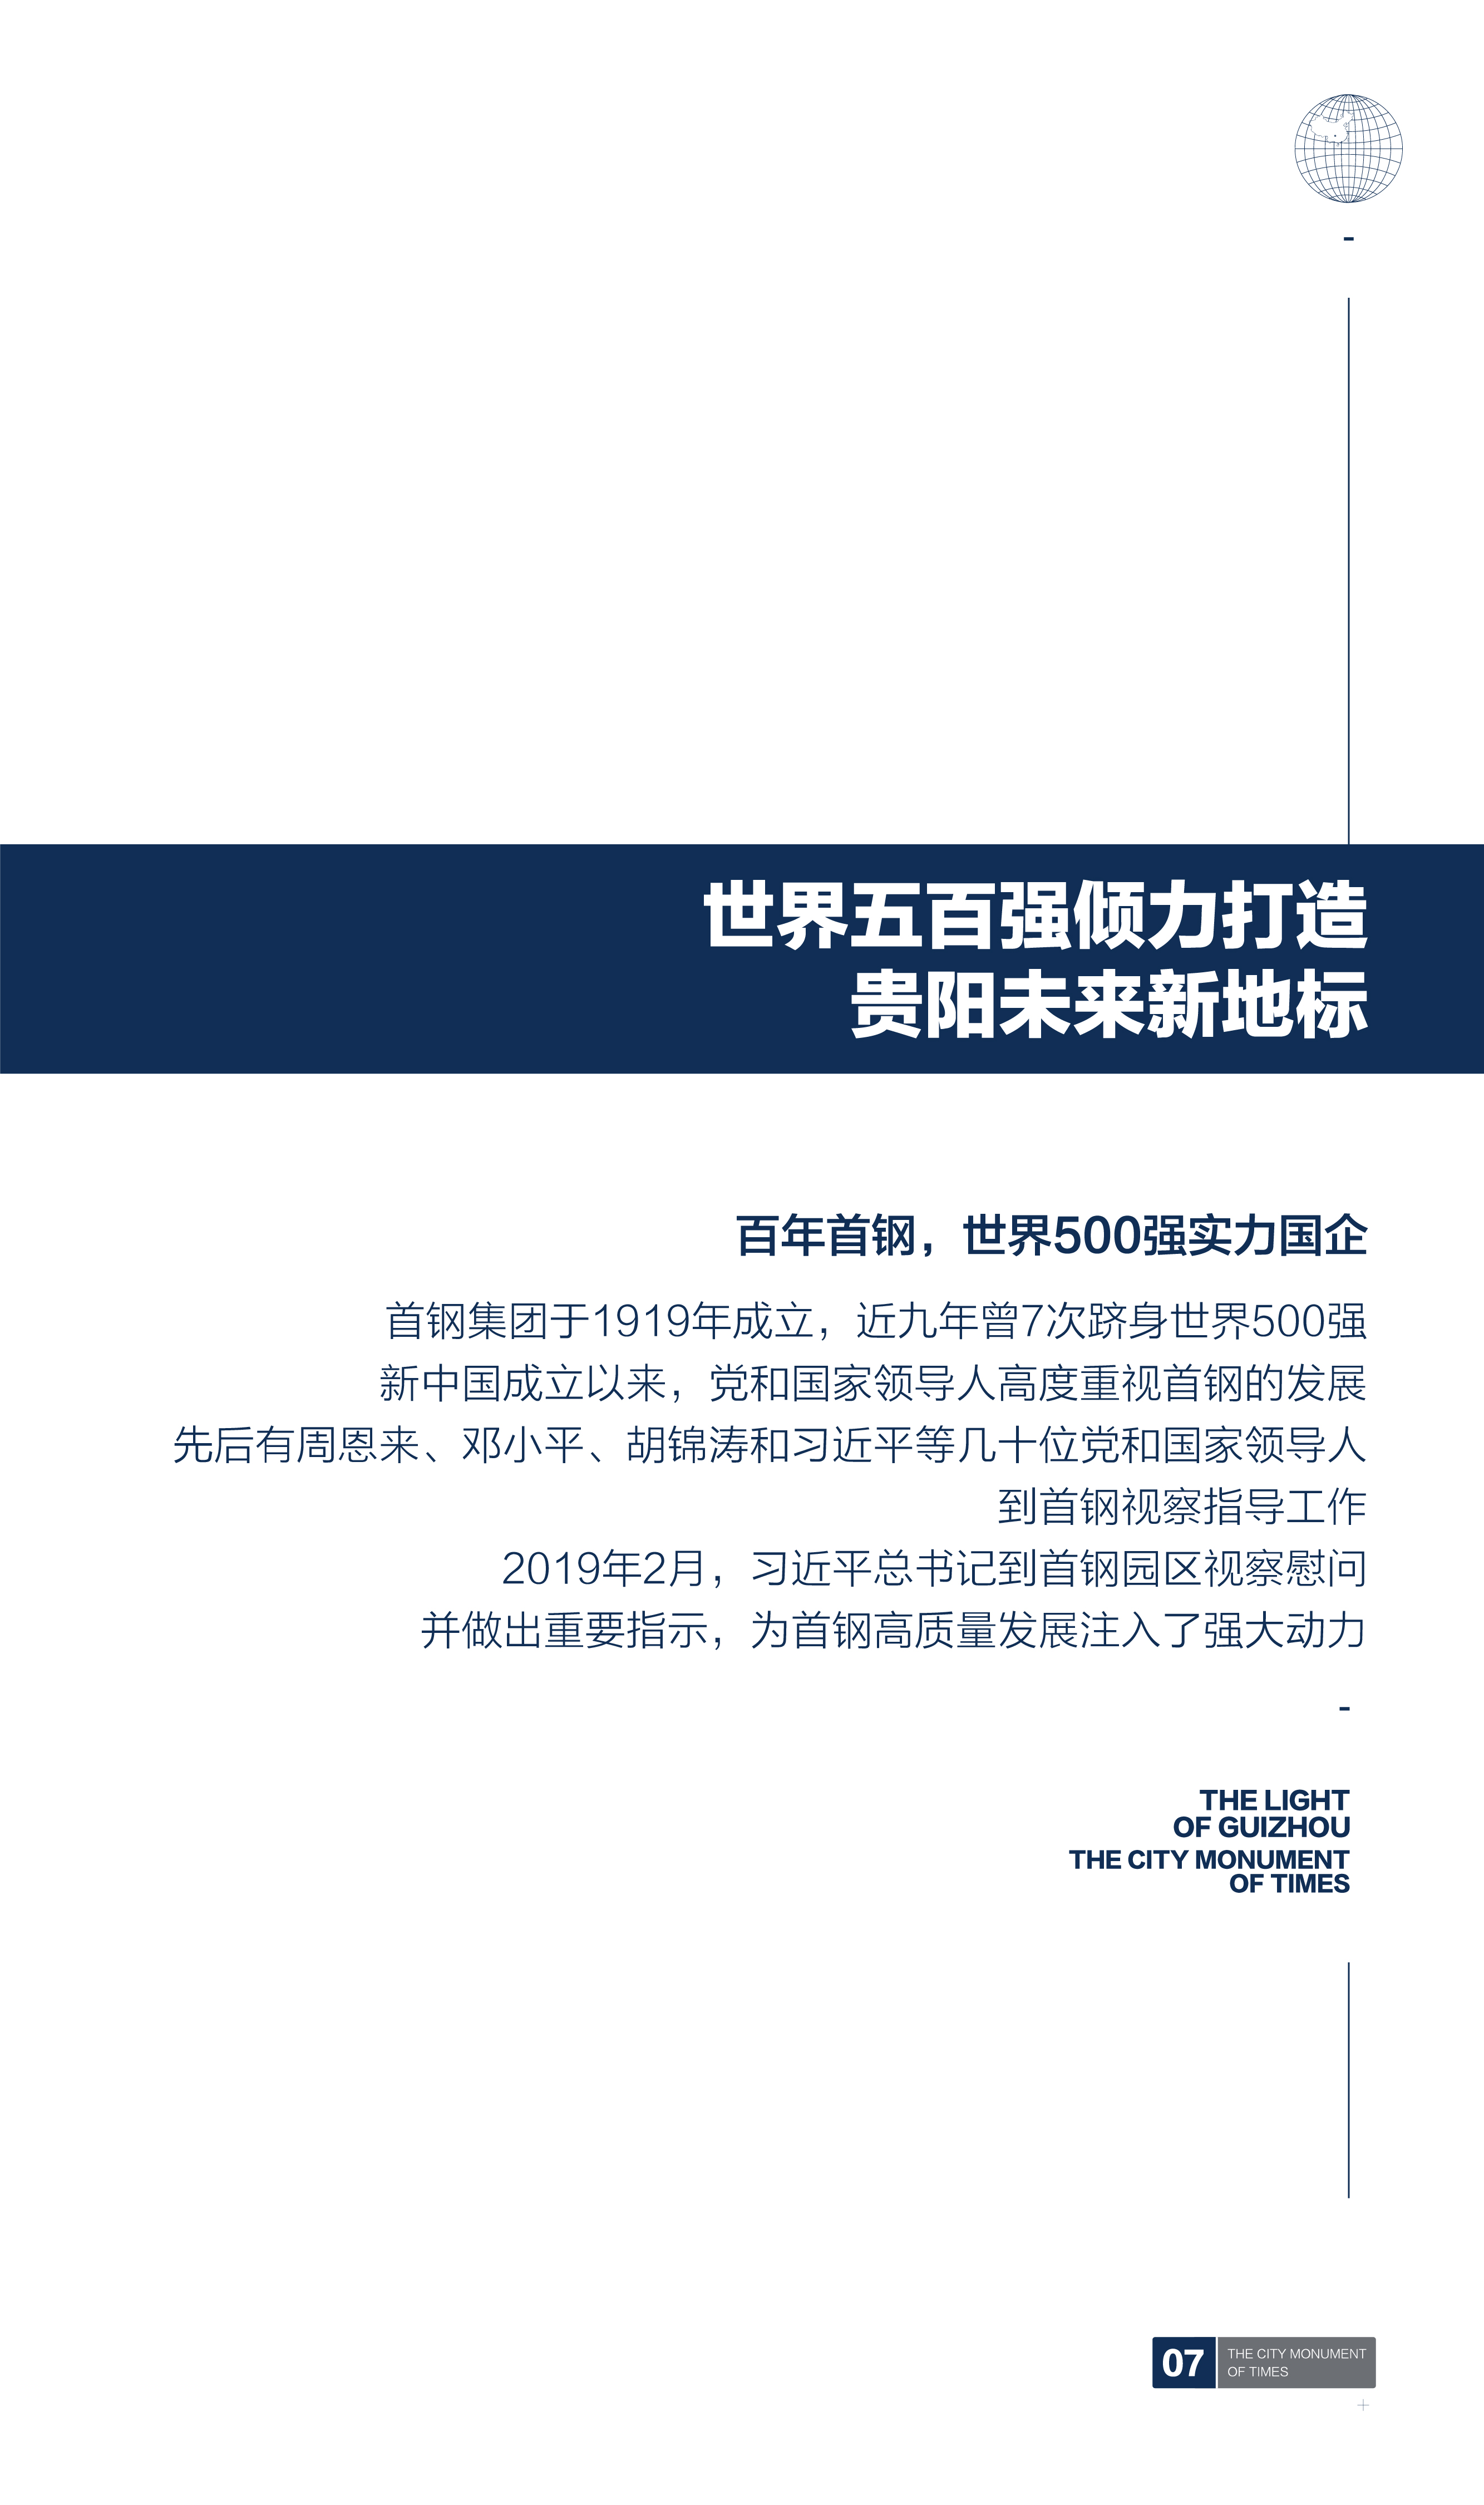 世界五百强倾力打造
贵阳未来新地标
百年首钢，世界500强实力国企
首钢集团于1919年成立，近九年曾7次跻身世界500强
新中国成立以来，党和国家领导人高度重视首钢的发展
先后有周恩来、邓小平、胡锦涛和习近平等几十位党和国家领导人
到首钢视察指导工作
2019年2月，习近平总书记到首钢园区视察慰问
并做出重要指示，为首钢高质量发展注入了强大动力
THE LIGHT
OF GUIZHOU
THE CITY MONUMENT
OF TIMES
07
THE CITY MONUMENT
OF TIMES